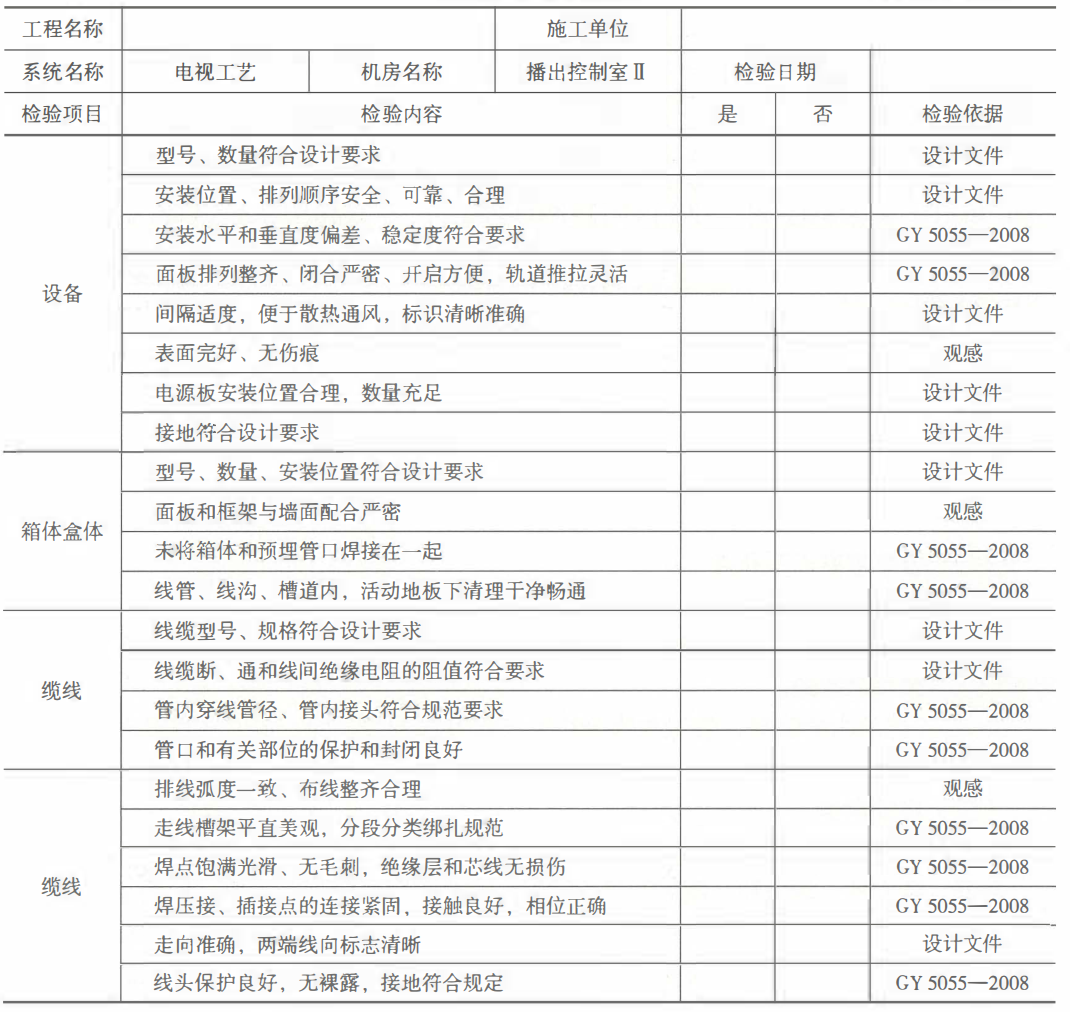 工程名称 施工单位
系统名称 电视工艺 机房名称 播出控制室Ⅱ 检验日期
检验项目 检验内容 是 否 检验依据
设备
型号、数量符合设计要求 设计文件
安装位置、排列顺序安全、可靠、合理 设计文件
安装水平和垂直度偏差、稳定度符合要求 GY 5055—2008
面板排列整齐、闭合严密、开启方便，轨道推拉灵活 GY 5055—2008
间隔适度，便于散热通风，标识清晰准确 设计文件
表面完好、无伤痕 观感
电源板安装位置合理，数量充足 设计文件
接地符合设计要求 设计文件
箱体盒体
型号、数量、安装位置符合设计要求 设计文件
面板和框架与墙面配合严密 观感
未将箱体和预埋管口焊接在一起 GY 5055—2008
线管、线沟、槽道内，活动地板下清理干净畅通 GY 5055—2008
缆线
线缆型号、规格符合设计要求 设计文件
线缆断、通和线间绝缘电阻的阻值符合要求 设计文件
管内穿线管径、管内接头符合规范要求 GY 5055—2008
管口和有关部位的保护和封闭良好 GY 5055—2008
缆线
排线弧度一致、布线整齐合理 观感
走线槽架平直美观，分段分类绑扎规范 GY 5055—2008
焊点饱满光滑、无毛刺，绝缘层和芯线无损伤 GY 5055—2008
焊压接、插接点的连接紧固，接触良好，相位正确 GY 5055—2008
走向准确，两端线向标志清晰 设计文件
线头保护良好，无裸露，接地符合规定 GY 5055—2008